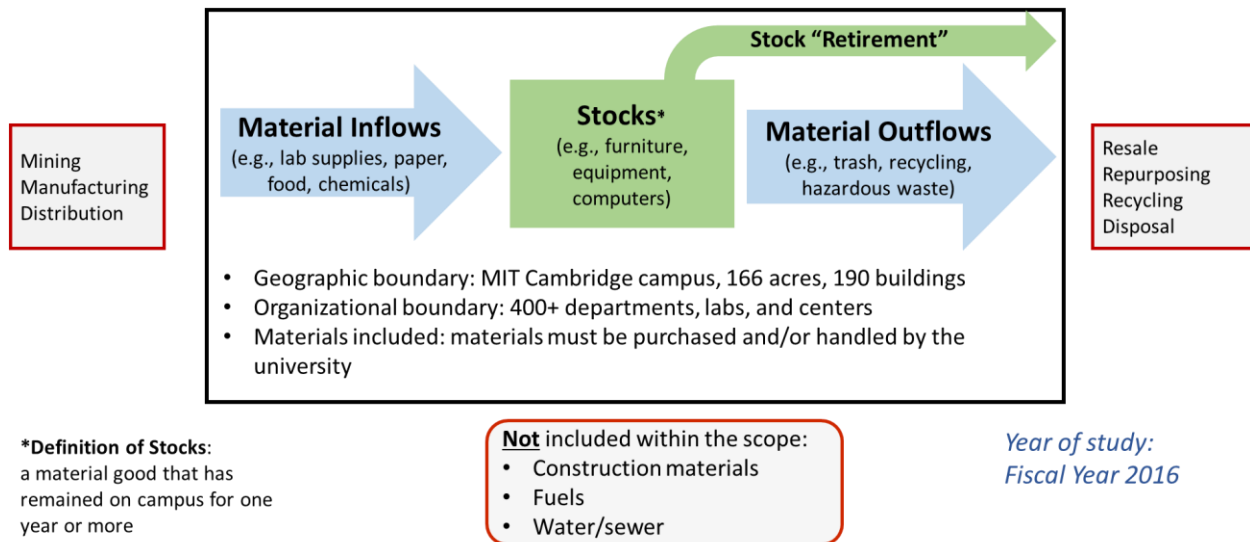 Stock “Retirement”
Mining
Manufacturing
Distribution
Material Inflows
(e.g., lab supplies, paper,
food, chemicals)
Stocks*
(e.g., furniture,
equipment,
computers)
Material Outflows
(e.g., trash, recycling,
hazardous waste)
Resale
Repurposing
Recycling
Disposal
• Geographic boundary: MIT Cambridge campus, 166 acres, 190 buildings
• Organizational boundary: 400+ departments, labs, and centers
• Materials included: materials must be purchased and/or handled by the
university
*Definition of Stocks:
a material good that has
remained on campus for one
year or more
Not included within the scope:
• Construction materials
• Fuels
• Water/sewer
Year of study:
Fiscal Year 2016